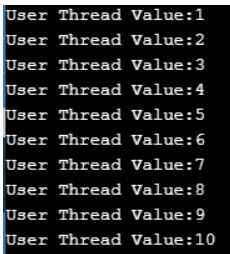 User Thread Value:1
User Thread Value:2
User Thread Value:3
User Thread Value:4
User Thread Value:5
User Thread Value:6
User Thread Value:7
User Thread Value:8
User Thread Value:9
User Thread Value:10